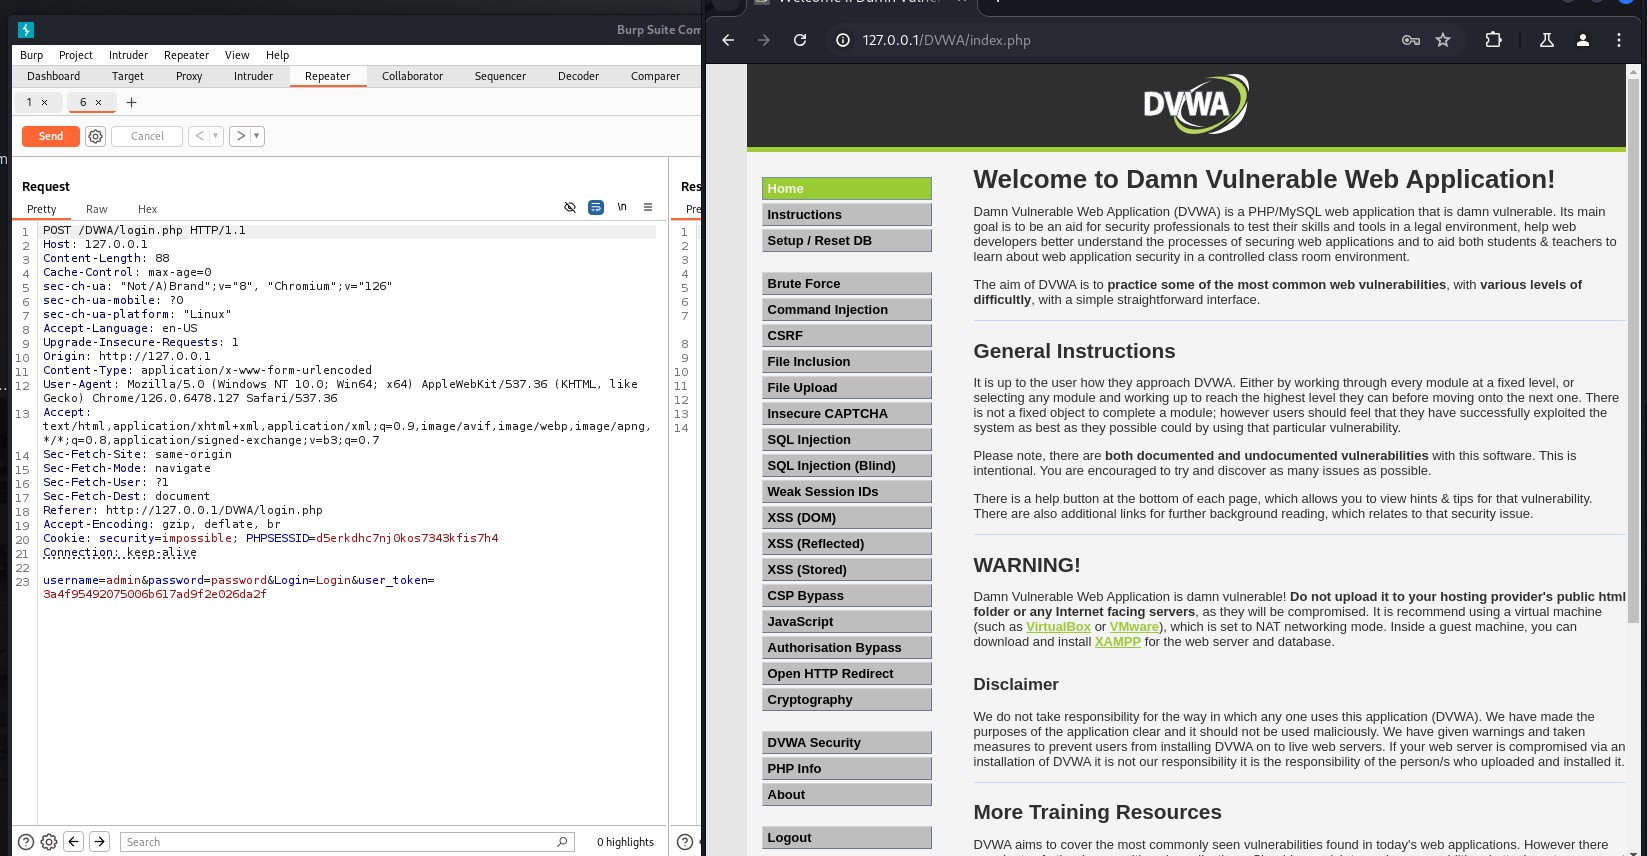 Burp Suite Com
Burp Project Intruder Repeater View Help
Dashboard Target Proxy Intruder Repeater Collaborator Sequencer Decoder Comparer
1 × 6 × +
Send Cancel < >
Request
Pretty Raw Hex
\n
1 POST /DVWA/login.php HTTP/1.1
2 Host: 127.0.0.1
3 Content-Length: 88
4 Cache-Control: max-age=0
5 sec-ch-ua: "Not/A)Brand";v="8", "Chromium";v="126"
6 sec-ch-ua-mobile: ?0
7 sec-ch-ua-platform: "Linux"
8 Accept-Language: en-US
9 Upgrade-Insecure-Requests: 1
10 Origin: http://127.0.0.1
11 Content-Type: application/x-www-form-urlencoded
12 User-Agent: Mozilla/5.0 (Windows NT 10.0; Win64; x64) AppleWebKit/537.36 (KHTML, like
Gecko) Chrome/126.0.6478.127 Safari/537.36
13 Accept:
text/html,application/xhtml+xml,application/xml;q=0.9,image/avif,image/webp,image/apng,
*/*;q=0.8,application/signed-exchange;v=b3;q=0.7
14 Sec-Fetch-Site: same-origin
15 Sec-Fetch-Mode: navigate
16 Sec-Fetch-User: ?1
17 Sec-Fetch-Dest: document
18 Referer: http://127.0.0.1/DVWA/login.php
19 Accept-Encoding: gzip, deflate, br
20 Cookie: security=impossible; PHPSESSID=d5erkdhc7nj0kos7343kfis7h4
21 Connection: keep-alive
22
23 username=admin&password=password&Login=Login&user_token=
3a4f95492075006b617ad9f2e026da2f
Search
0 highlights
Res
Pre
1
2
3
4
5
6
7
8
9
10
11
12
13
14
127.0.0.1/DVWA/index.php
DVWA
Home
Instructions
Setup / Reset DB
Brute Force
Command Injection
CSRF
File Inclusion
File Upload
Insecure CAPTCHA
SQL Injection
SQL Injection (Blind)
Weak Session IDs
XSS (DOM)
XSS (Reflected)
XSS (Stored)
CSP Bypass
JavaScript
Authorisation Bypass
Open HTTP Redirect
Cryptography
DVWA Security
PHP Info
About
Logout
Welcome to Damn Vulnerable Web Application!
Damn Vulnerable Web Application (DVWA) is a PHP/MySQL web application that is damn vulnerable. Its main
goal is to be an aid for security professionals to test their skills and tools in a legal environment, help web
developers better understand the processes of securing web applications and to aid both students & teachers to
learn about web application security in a controlled class room environment.
The aim of DVWA is to practice some of the most common web vulnerabilities, with various levels of
difficultly, with a simple straightforward interface.
General Instructions
It is up to the user how they approach DVWA. Either by working through every module at a fixed level, or
selecting any module and working up to reach the highest level they can before moving onto the next one. There
is not a fixed object to complete a module; however users should feel that they have successfully exploited the
system as best as they possible could by using that particular vulnerability.
Please note, there are both documented and undocumented vulnerabilities with this software. This is
intentional. You are encouraged to try and discover as many issues as possible.
There is a help button at the bottom of each page, which allows you to view hints & tips for that vulnerability.
There are also additional links for further background reading, which relates to that security issue.
WARNING!
Damn Vulnerable Web Application is damn vulnerable! Do not upload it to your hosting provider's public html
folder or any Internet facing servers, as they will be compromised. It is recommend using a virtual machine
(such as VirtualBox or VMware), which is set to NAT networking mode. Inside a guest machine, you can
download and install XAMPP for the web server and database.
Disclaimer
We do not take responsibility for the way in which any one uses this application (DVWA). We have made the
purposes of the application clear and it should not be used maliciously. We have given warnings and taken
measures to prevent users from installing DVWA on to live web servers. If your web server is compromised via an
installation of DVWA it is not our responsibility it is the responsibility of the person/s who uploaded and installed it.
More Training Resources
DVWA aims to cover the most commonly seen vulnerabilities found in today's web applications. However there